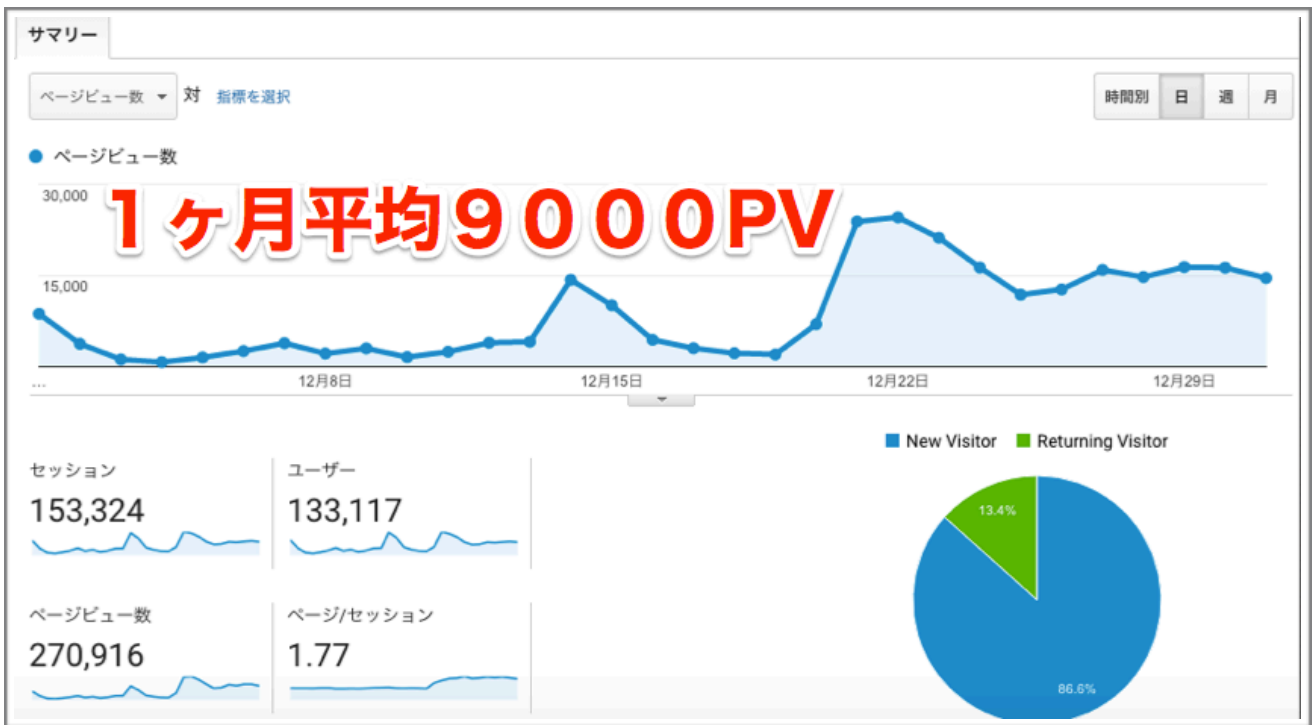 サマリー
ページビュー数 対 指標を選択
時間別 日 週 月
ページビュー数
30,000
1ヶ月平均9000PV
15,000
... 12月8日 12月15日 12月22日 12月29日
New Visitor Returning Visitor
セッション ユーザー
153,324 133,117
13.4%
ページビュー数 ページ/セッション
270,916 1.77
86.6%